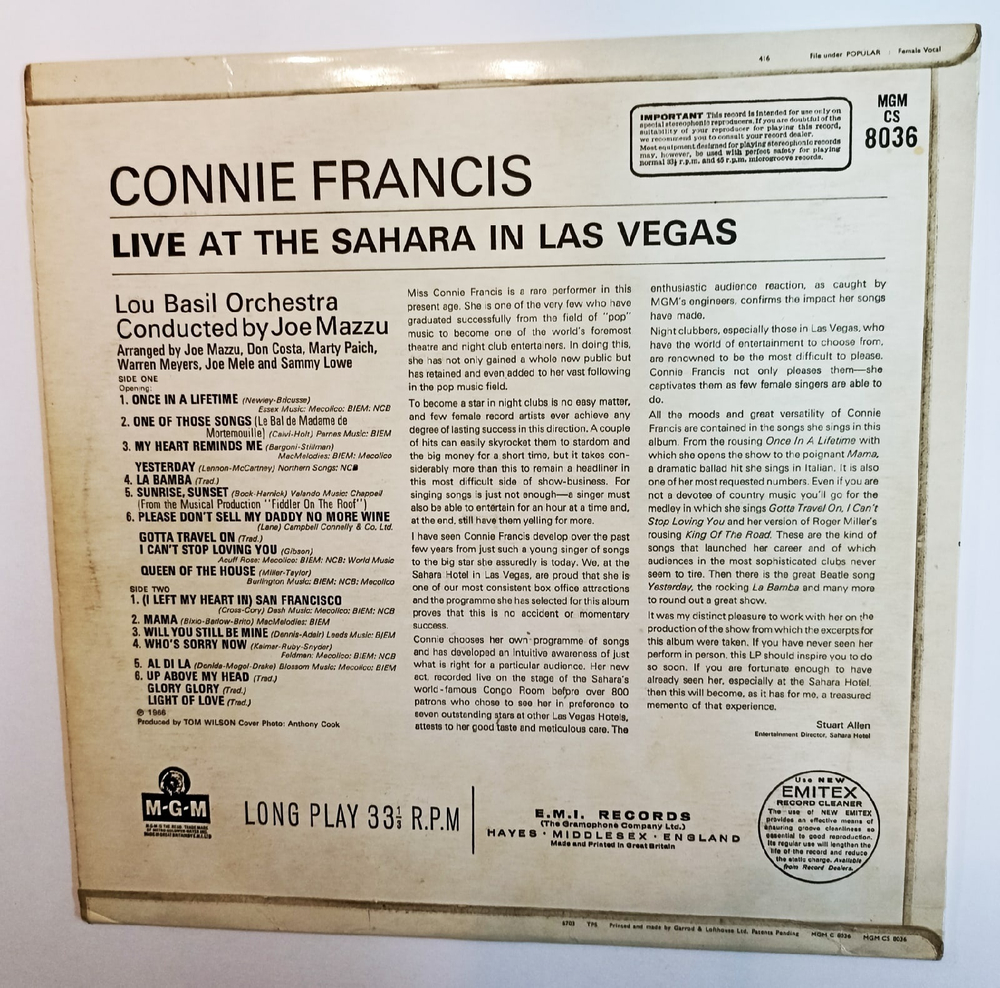 416 File under POPULAR : Female Vocal
IMPORTANT This record is intended for use only on
special stereophonic reproducers. If you are doubtful of the
suitability of your reproducer for playing this record,
we recommend you to consult your record dealer.
Most equipment designed for playing stereophonic records
may, however, be used with perfect safety for playing
normal 33⅓ r.p.m. and 45 r.p.m. microgroove records.
MGM
CS
8036
CONNIE FRANCIS
LIVE AT THE SAHARA IN LAS VEGAS
Lou Basil Orchestra
Conducted by Joe Mazzu
Arranged by Joe Mazzu, Don Costa, Marty Paich,
Warren Meyers, Joe Mele and Sammy Lowe
SIDE ONE
Opening:
1. ONCE IN A LIFETIME (Newley-Bricusse)
Essex Music: Mecolico: BIEM: NCB
2. ONE OF THOSE SONGS (Le Bal de Madame de
Mortemouille) (Calvi-Holt) Parnes Music: BIEM
3. MY HEART REMINDS ME (Bargoni-Stillman)
MacMelodies: BIEM: Mecolico
YESTERDAY (Lennon-McCartney) Northern Songs: NCB
4. LA BAMBA (Trad.)
5. SUNRISE, SUNSET (Bock-Harnick) Valando Music: Chappell
(From the Musical Production "Fiddler On The Roof")
6. PLEASE DON'T SELL MY DADDY NO MORE WINE
(Lane) Campbell Connelly & Co. Ltd.
GOTTA TRAVEL ON (Trad.)
I CAN'T STOP LOVING YOU (Gibson)
Acuff Rose: Mecolico: BIEM: NCB: World Music
QUEEN OF THE HOUSE (Miller-Taylor)
Burlington Music: BIEM: NCB: Mecolico
SIDE TWO
1. (I LEFT MY HEART IN) SAN FRANCISCO
(Cross-Cory) Dash Music: Mecolico: BIEM: NCB
2. MAMA (Bixio-Barlow-Brito) MacMelodies: BIEM
3. WILL YOU STILL BE MINE (Dennis-Adair) Leeds Music: BIEM
4. WHO'S SORRY NOW (Kalmar-Ruby-Snyder)
Feldman: Mecolico: BIEM: NCB
5. AL DI LA (Donida-Mogol-Drake) Blossom Music: Mecolico: BIEM
6. UP ABOVE MY HEAD (Trad.)
GLORY GLORY (Trad.)
LIGHT OF LOVE (Trad.)
℗ 1966
Produced by TOM WILSON Cover Photo: Anthony Cook
Miss Connie Francis is a rare performer in this
present age. She is one of the very few who have
graduated successfully from the field of "pop"
music to become one of the world's foremost
theatre and night club entertainers. In doing this,
she has not only gained a whole new public but
has retained and even added to her vast following
in the pop music field.
To become a star in night clubs is no easy matter,
and few female record artists ever achieve any
degree of lasting success in this direction. A couple
of hits can easily skyrocket them to stardom and
the big money for a short time, but it takes con-
siderably more than this to remain a headliner in
this most difficult side of show-business. For
singing songs is just not enough—a singer must
also be able to entertain for an hour at a time and,
at the end, still have them yelling for more.
I have seen Connie Francis develop over the past
few years from just such a young singer of songs
to the big star she assuredly is today. We, at the
Sahara Hotel in Las Vegas, are proud that she is
one of our most consistent box office attractions
and the programme she has selected for this album
proves that this is no accident or momentary
success.
Connie chooses her own programme of songs
and has developed an intuitive awareness of just
what is right for a particular audience. Her new
act, recorded live on the stage of the Sahara's
world-famous Congo Room before over 800
patrons who chose to see her in preference to
seven outstanding stars at other Las Vegas Hotels,
attests to her good taste and meticulous care. The
enthusiastic audience reaction, as caught by
MGM's engineers, confirms the impact her songs
have made.
Night clubbers, especially those in Las Vegas, who
have the world of entertainment to choose from,
are renowned to be the most difficult to please.
Connie Francis not only pleases them—she
captivates them as few female singers are able to
do.
All the moods and great versatility of Connie
Francis are contained in the songs she sings in this
album. From the rousing Once In A Lifetime with
which she opens the show to the poignant Mama,
a dramatic ballad hit she sings in Italian. It is also
one of her most requested numbers. Even if you are
not a devotee of country music you'll go for the
medley in which she sings Gotta Travel On, I Can't
Stop Loving You and her version of Roger Miller's
rousing King Of The Road. These are the kind of
songs that launched her career and of which
audiences in the most sophisticated clubs never
seem to tire. Then there is the great Beatle song
Yesterday, the rocking La Bamba and many more
to round out a great show.
It was my distinct pleasure to work with her on the
production of the show from which the excerpts for
this album were taken. If you have never seen her
perform in person, this LP should inspire you to do
so soon. If you are fortunate enough to have
already seen her, especially at the Sahara Hotel,
then this will become, as it has for me, a treasured
memento of that experience.
Stuart Allen
Entertainment Director, Sahara Hotel
M-G-M
LONG PLAY 33⅓ R.P.M
E.M.I. RECORDS
(The Gramophone Company Ltd.)
HAYES · MIDDLESEX · ENGLAND
Made and Printed in Great Britain
Use NEW
EMITEX
RECORD CLEANER
The use of NEW EMITEX
provides an effective means of
ensuring groove cleanliness so
essential to good reproduction.
Its regular use will lengthen the
life of the record and reduce
the static charge. Available
from Record Dealers.
6703 TPS Printed and made by Garrod & Lofthouse Ltd. Patents Pending MGM C 8036 MGM CS 8036